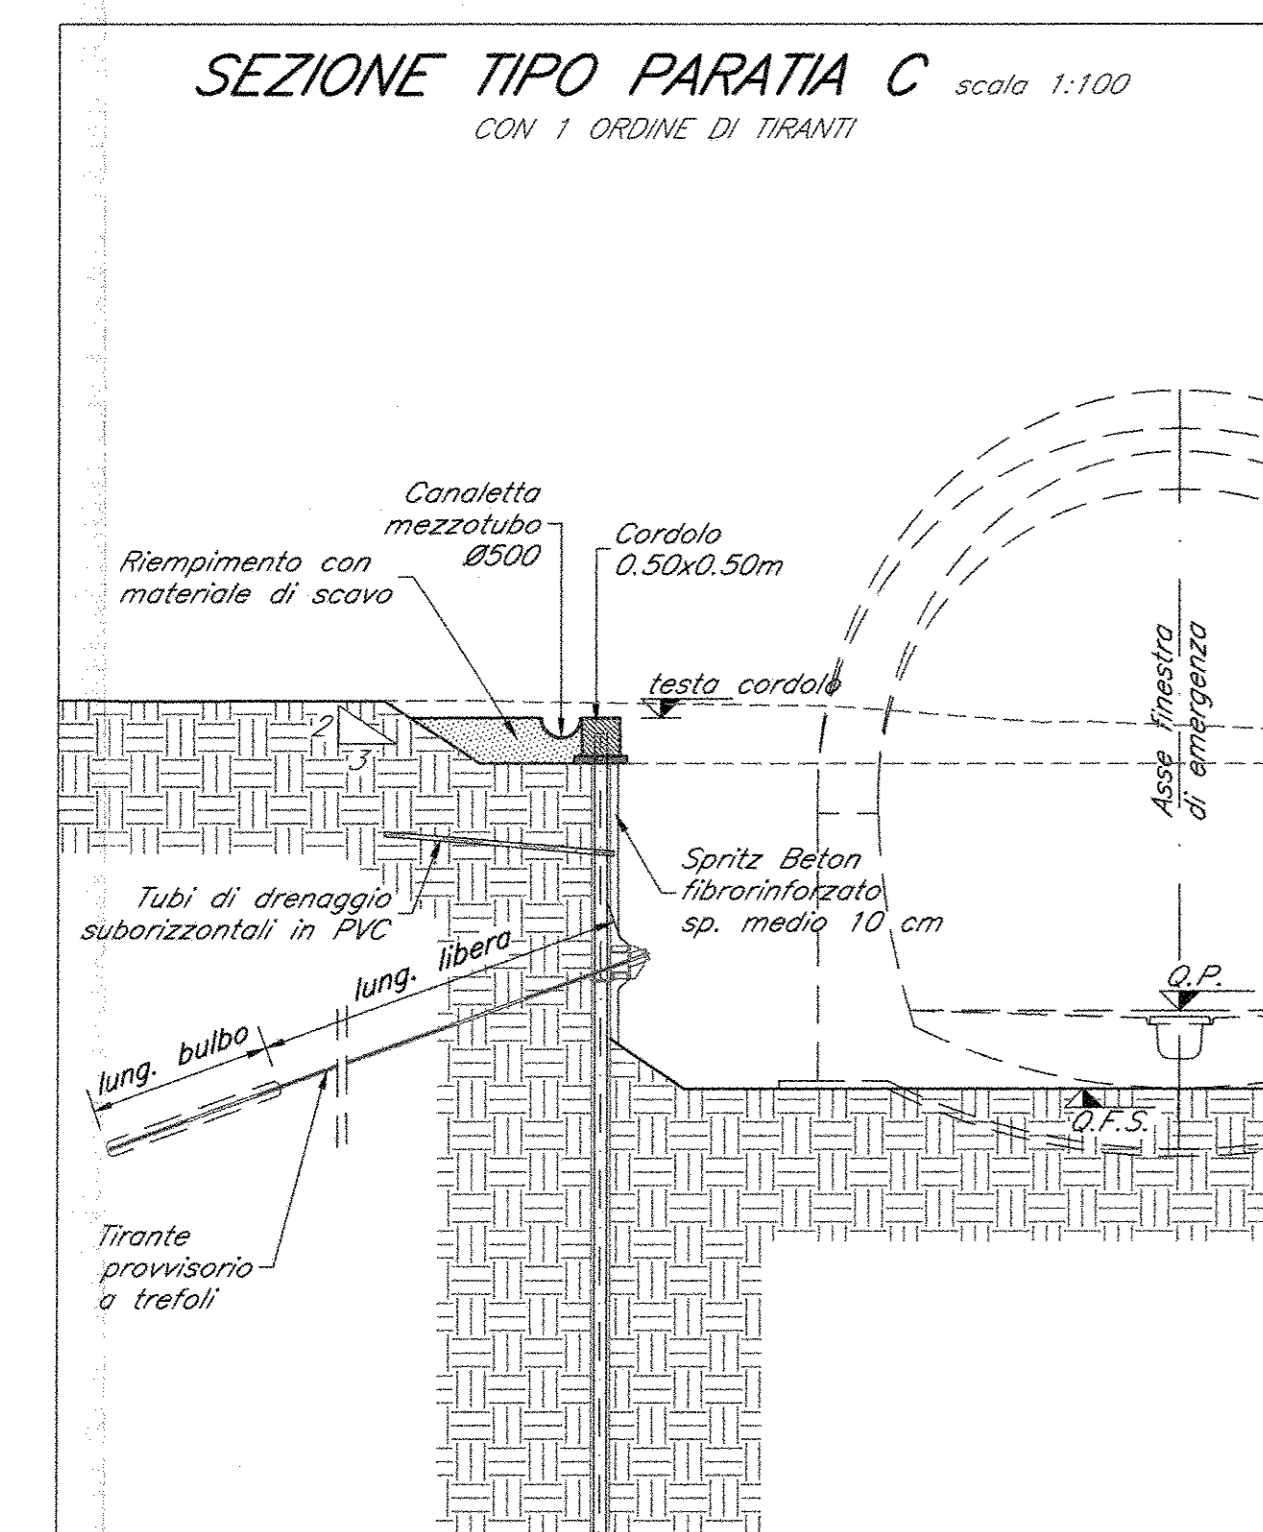 SEZIONE TIPO PARATIA C scala 1:100
CON 1 ORDINE DI TIRANTI
Canaletta
mezzotubo
Ø500
Cordolo
0.50x0.50m
Riempimento con
materiale di scavo
testa cordolo
2
3
Asse finestra
di emergenza
Spritz Beton
fibrorinforzato
sp. medio 10 cm
Tubi di drenaggio
suborizzontali in PVC
lung. libera
lung. bulbo
Q.P.
Q.F.S.
Tirante
provvisorio
a trefoli